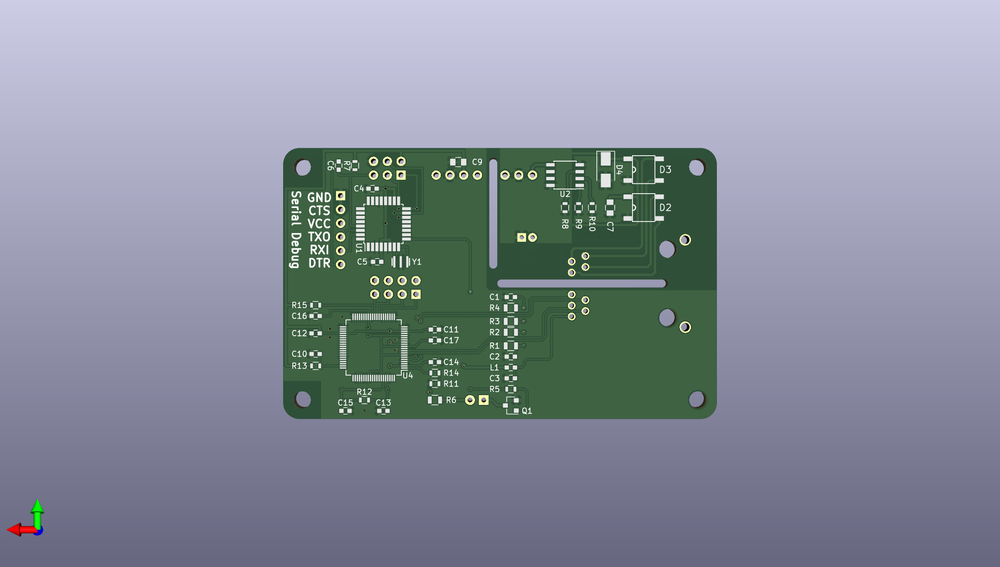 C6
R7
C9
C4
U2
D4
D3
D2
Serial Debug
GND
CTS
VCC
TXO
RXI
DTR
U1
R8
R9
R10
C7
C5
Y1
C1
R15
R4
C16
R3
C12
C11
R2
C17
R1
C10
C2
R13
C14
L1
R14
U4
C3
R11
R5
R12
R6
C15
C13
Q1